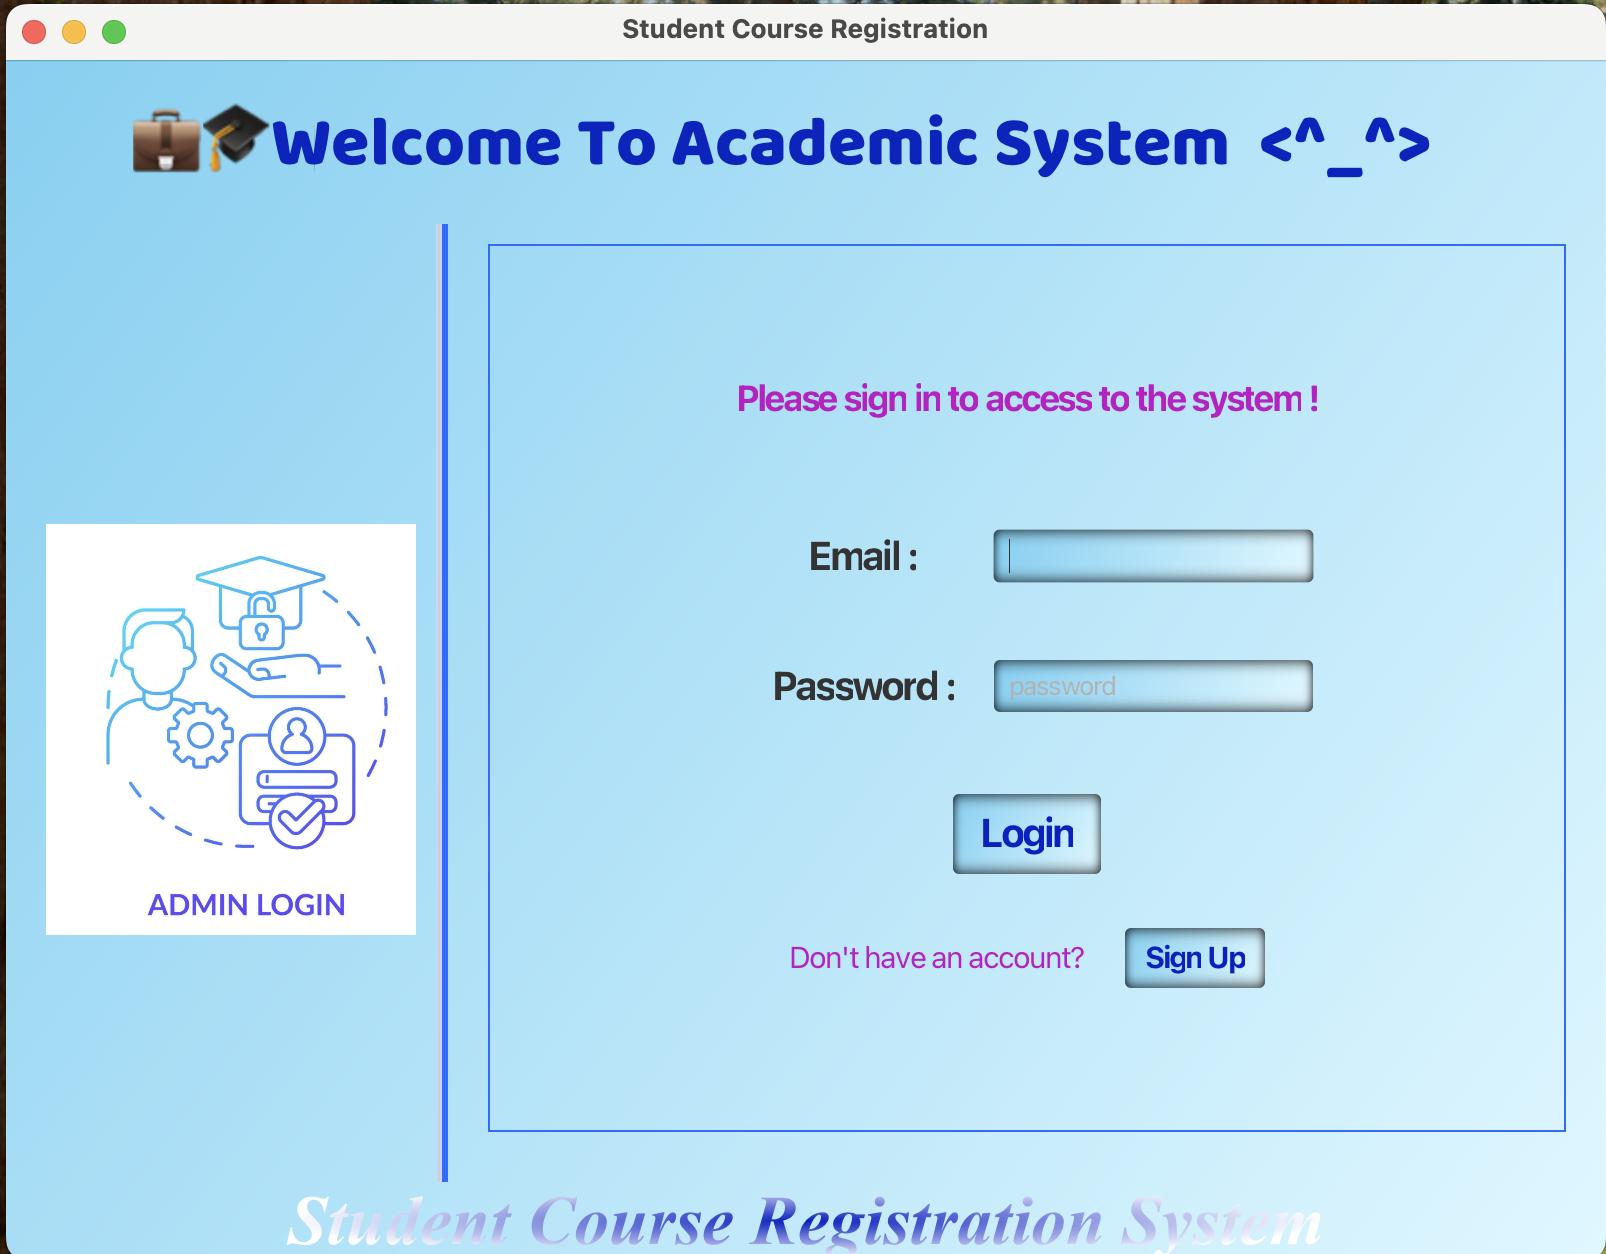 Student Course Registration
Welcome To Academic System <^_^>
Please sign in to access to the system !
Email :
Password :
password
Login
Don't have an account?
Sign Up
ADMIN LOGIN
Student Course Registration System